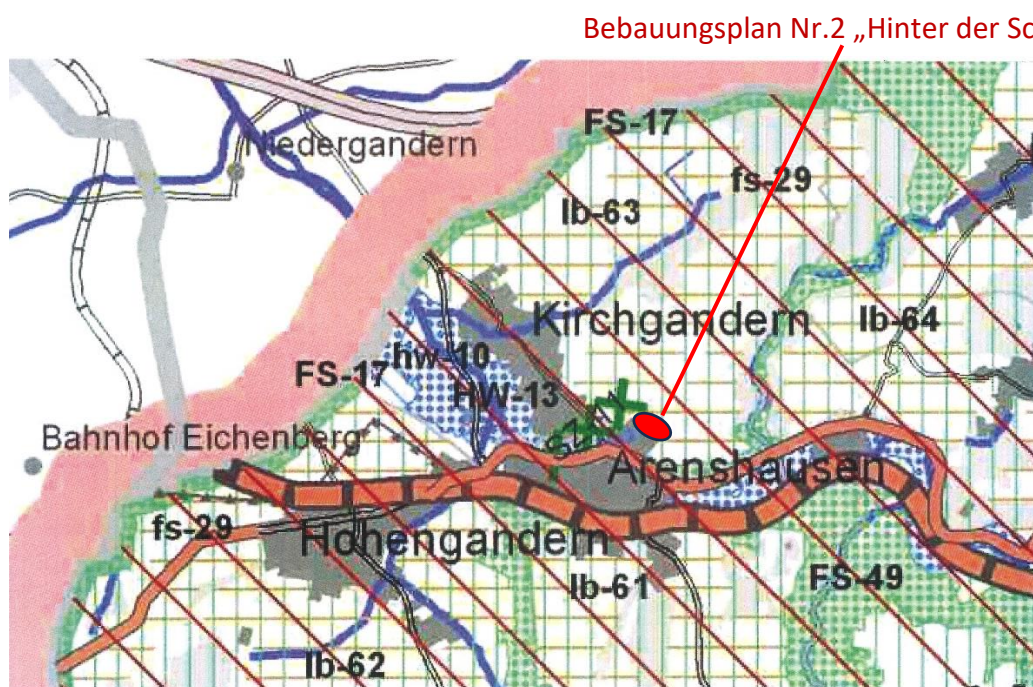 Bebauungsplan Nr.2 „Hinter der Sc
FS-17
Niedergandern
fs-29
lb-63
Kirchgandern
lb-64
hw-10
FS-17
HW-13
Bahnhof Eichenberg
Arenshausen
fs-29
Hohengandern
lb-61
FS-49
lb-62